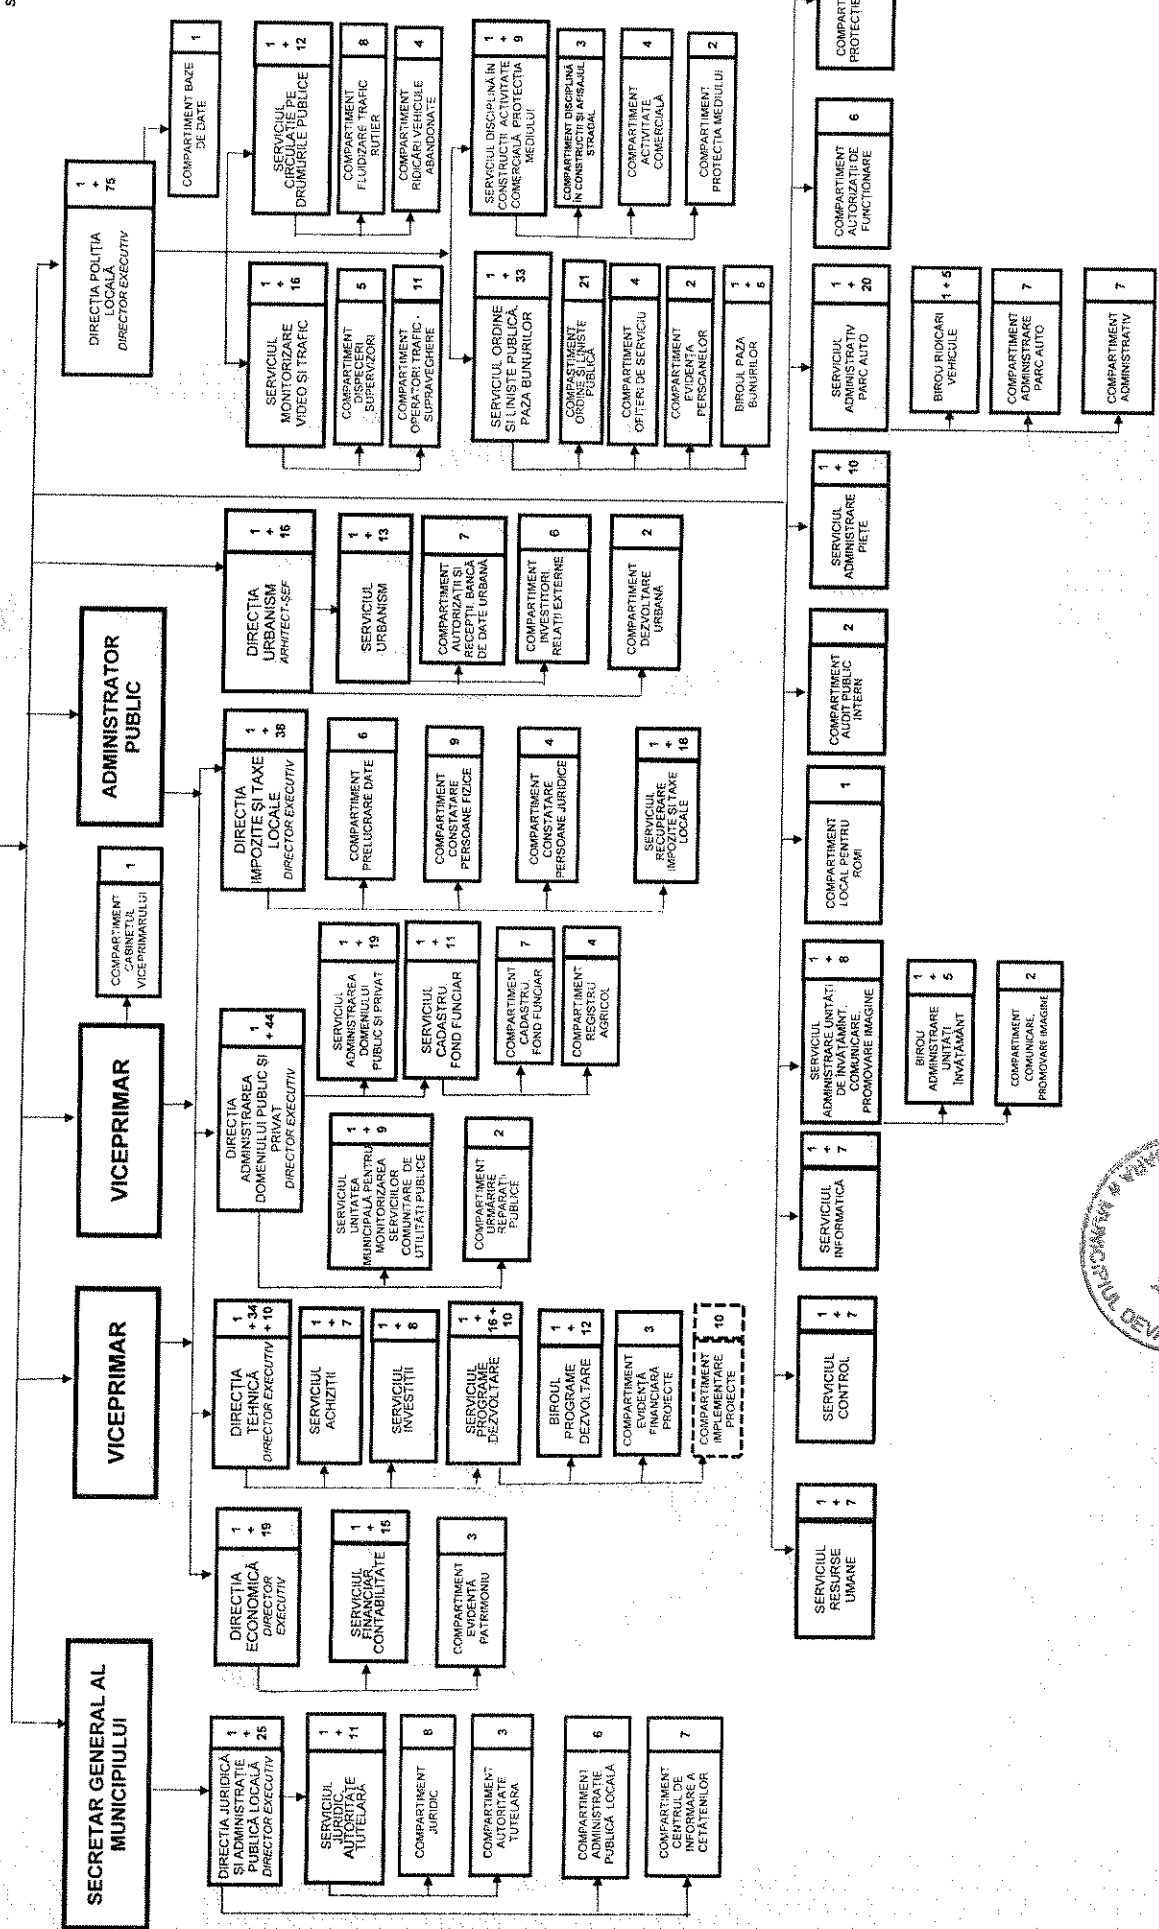 SECRETAR GENERAL AL
MUNICIPIULUI
VICEPRIMAR
VICEPRIMAR
COMPARTIMENT
CABINETUL
VICEPRIMARULUI
1
ADMINISTRATOR
PUBLIC
DIRECȚIA POLIȚIA
LOCALĂ
DIRECTOR EXECUTIV
1
+
75
COMPARTIMENT BAZE
DE DATE
1
DIRECȚIA JURIDICĂ
ȘI ADMINISTRAȚIE
PUBLICĂ LOCALĂ
DIRECTOR EXECUTIV
1
+
25
SERVICIUL
JURIDIC,
AUTORITATE
TUTELARĂ
1
+
11
COMPARTIMENT
JURIDIC
8
COMPARTIMENT
AUTORITATE
TUTELARĂ
3
COMPARTIMENT
ADMINISTRAȚIE
PUBLICĂ LOCALĂ
6
COMPARTIMENT
CENTRUL DE
INFORMARE A
CETĂȚENILOR
7
DIRECȚIA
ECONOMICĂ
DIRECTOR
EXECUTIV
1
+
19
SERVICIUL
FINANCIAR
CONTABILITATE
1
+
15
COMPARTIMENT
EVIDENȚĂ
PATRIMONIU
3
DIRECȚIA
TEHNICĂ
DIRECTOR EXECUTIV
1
+34
+10
SERVICIUL
ACHIZIȚII
1
+
7
SERVICIUL
INVESTIȚII
1
+
8
SERVICIUL
PROGRAME
DEZVOLTARE
1
+
16 +
10
BIROUL
PROGRAME
DEZVOLTARE
1
+
12
COMPARTIMENT
EVIDENȚĂ
FINANCIARĂ
PROIECTE
3
COMPARTIMENT
IMPLEMENTARE
PROIECTE
10
DIRECȚIA
ADMINISTRAREA
DOMENIULUI PUBLIC ȘI
PRIVAT
DIRECTOR EXECUTIV
1
+ 44
SERVICIUL
UNITATEA
MUNICIPALĂ PENTRU
MONITORIZAREA
SERVICIILOR
COMUNITARE DE
UTILITĂȚI PUBLICE
1
+
9
COMPARTIMENT
URMĂRIRE
REPARAȚII
PUBLICE
2
SERVICIUL
ADMINISTRAREA
DOMENIULUI
PUBLIC ȘI PRIVAT
1
+
19
SERVICIUL
CADASTRU,
FOND FUNCIAR
1
+
11
COMPARTIMENT
CADASTRU,
FOND FUNCIAR
7
COMPARTIMENT
REGISTRU
AGRICOL
4
DIRECȚIA
IMPOZITE ȘI TAXE
LOCALE
DIRECTOR EXECUTIV
1
+
38
COMPARTIMENT
PRELUCRARE DATE
6
COMPARTIMENT
CONSTATARE
PERSOANE FIZICE
9
COMPARTIMENT
CONSTATARE
PERSOANE JURIDICE
4
SERVICIUL
RECUPERARE
IMPOZITE ȘI TAXE
LOCALE
1
+
18
DIRECȚIA
URBANISM
ARHITECT-ȘEF
1
+
16
SERVICIUL
URBANISM
1
+
13
COMPARTIMENT
AUTORIZAȚII ȘI
RECEPȚII, BANCĂ
DE DATE URBANĂ
7
COMPARTIMENT
INVESTITORI,
RELAȚII EXTERNE
6
COMPARTIMENT
DEZVOLTARE
URBANĂ
2
SERVICIUL
MONITORIZARE
VIDEO ȘI TRAFIC
1
+
16
COMPARTIMENT
DISPECERI
SUPERVIZORI
5
COMPARTIMENT
OPERATORI TRAFIC -
SUPRAVEGHERE
11
SERVICIUL
CIRCULAȚIE PE
DRUMURILE PUBLICE
1
+
12
COMPARTIMENT
FLUIDIZARE TRAFIC
RUTIER
8
COMPARTIMENT
RIDICĂRI VEHICULE
ABANDONATE
4
SERVICIUL ORDINE
ȘI LINIȘTE PUBLICĂ,
PAZA BUNURILOR
1
+
33
COMPASTIMENT
ORDINE ȘI LINIȘTE
PUBLICĂ
21
COMPARTIMENT
OFIȚERI DE SERVICIU
4
COMPARTIMENT
EVIDENȚA
PERSOANELOR
2
BIROUL PAZA
BUNURILOR
1
+
5
SERVICIUL DISCIPLINĂ ÎN
CONSTRUCȚII ACTIVITATE
COMERCIALĂ PROTECȚIA
MEDIULUI
1
+
9
COMPARTIMENT DISCIPLINĂ
ÎN CONSTRUCȚII ȘI AFIȘAJUL
STRADAL
3
COMPARTIMENT
ACTIVITATE
COMERCIALĂ
4
COMPARTIMENT
PROTECȚIA MEDIULUI
2
SERVICIUL
RESURSE
UMANE
1
+
7
SERVICIUL
CONTROL
1
+
7
SERVICIUL
INFORMATICĂ
1
+
7
SERVICIUL
ADMINISTRARE UNITĂȚI
DE ÎNVĂȚĂMÎNT,
COMUNICARE,
PROMOVARE IMAGINE
1
+
8
BIROU
ADMINISTRARE
UNITĂȚI
ÎNVĂȚĂMÂNT
1
+
5
COMPARTIMENT
COMUNICARE,
PROMOVARE IMAGINE
2
COMPARTIMENT
LOCAL PENTRU
ROMI
1
COMPARTIMENT
AUDIT PUBLIC
INTERN
2
SERVICIUL
ADMINISTRARE
PIEȚE
1
+
10
SERVICIUL
ADMINISTRATIV
PARC AUTO
1
+
20
BIROU RIDICARI
VEHICULE
1 + 5
COMPARTIMENT
ADMINISTRARE
PARC AUTO
7
COMPARTIMENT
ADMINISTRATIV
7
COMPARTIMENT
AUTORIZAȚII DE
FUNCȚIONARE
6
COMPARTI
PROTECȚIE
MUNICIPIUL DEVA